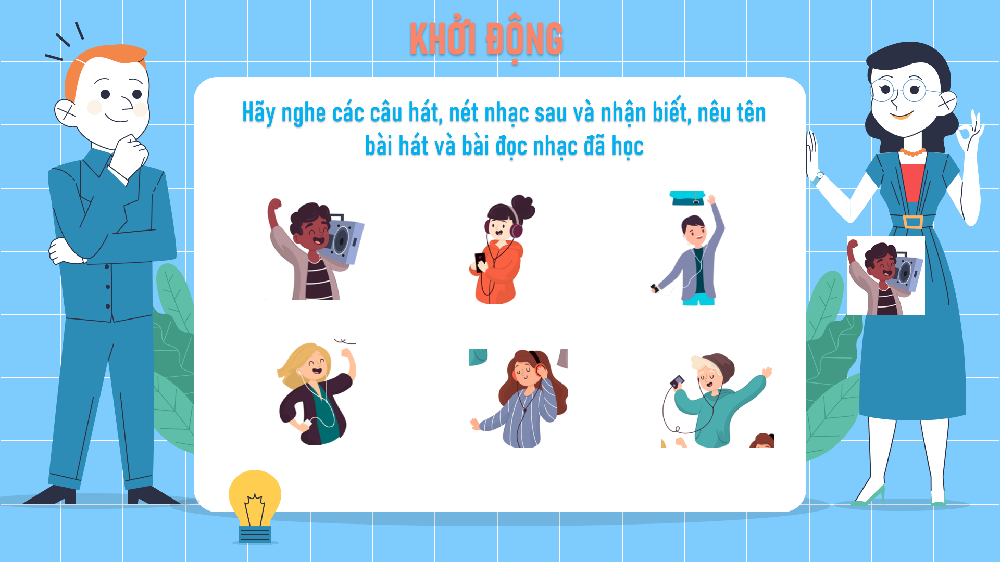 KHỞI ĐỘNG
Hãy nghe các câu hát, nét nhạc sau và nhận biết, nêu tên
bài hát và bài đọc nhạc đã học